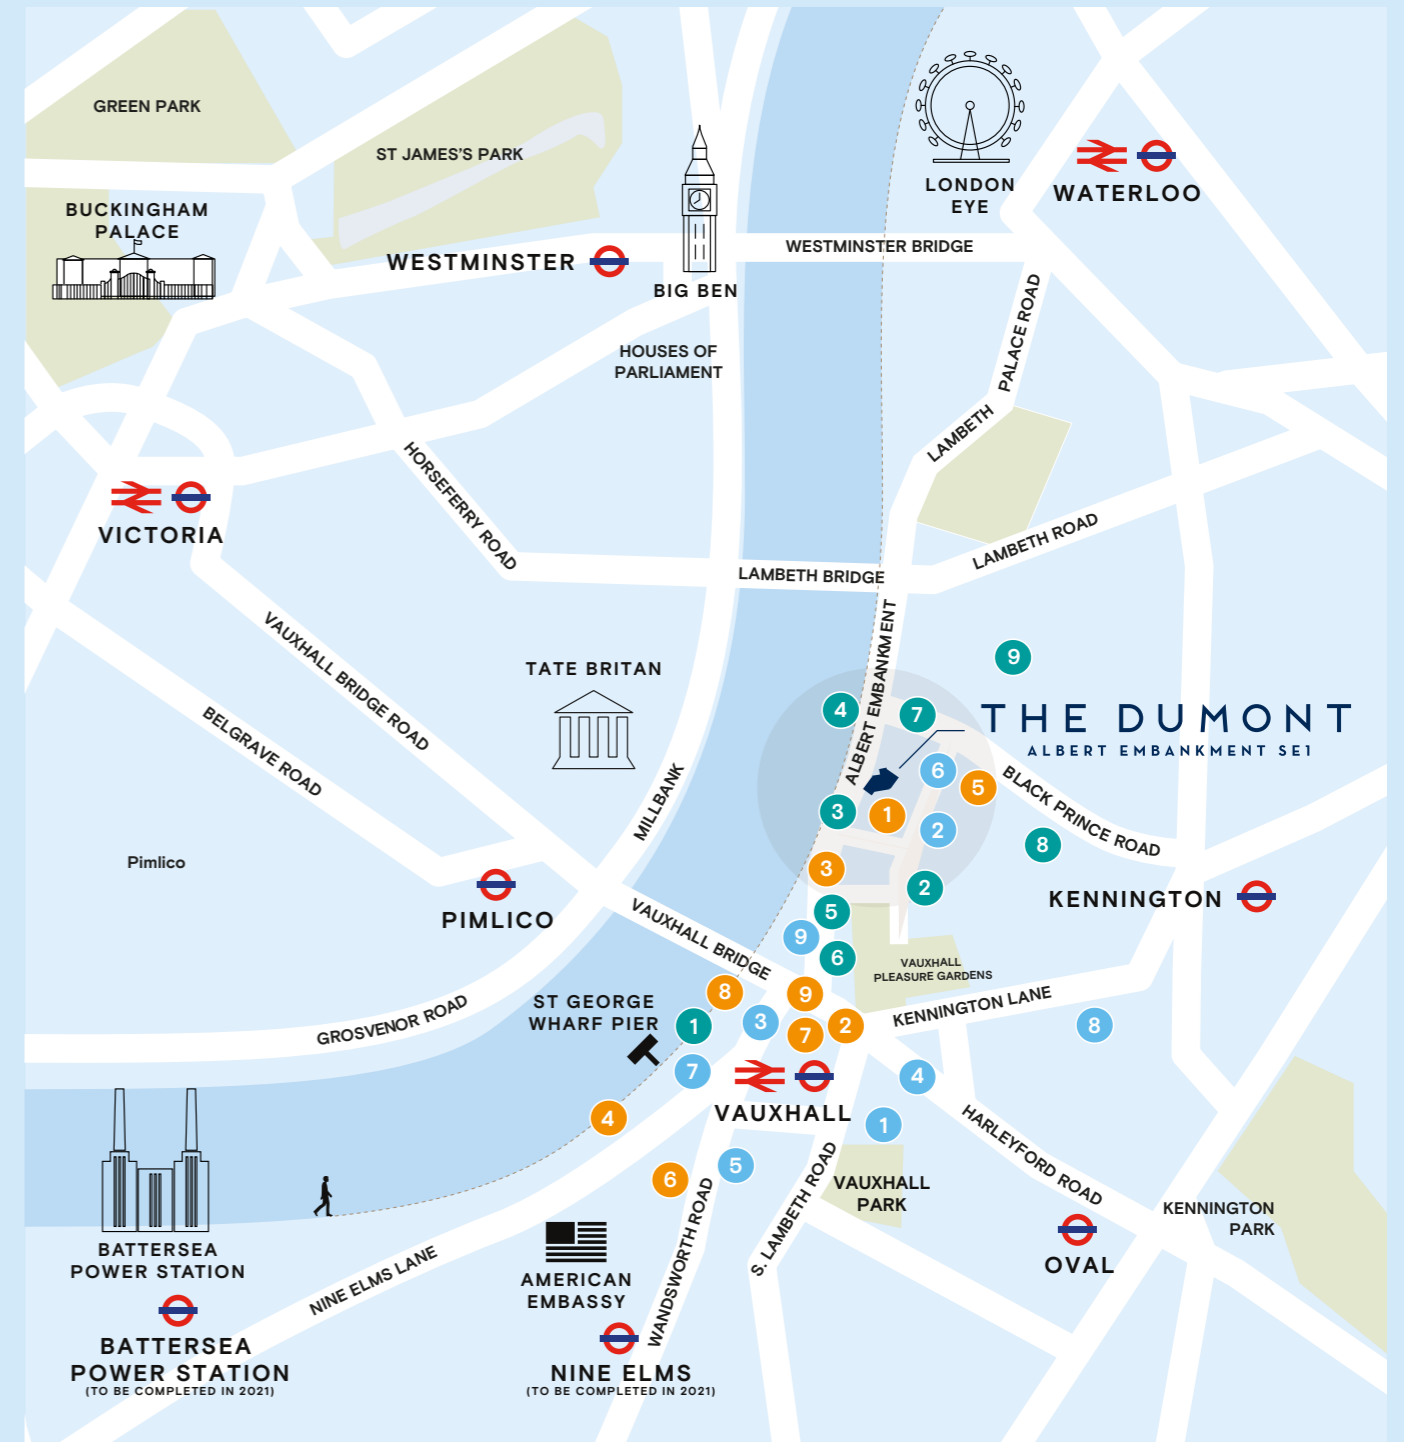 GREEN PARK
ST JAMES'S PARK
LONDON
EYE
WATERLOO
BUCKINGHAM
PALACE
WESTMINSTER
BIG BEN
WESTMINSTER BRIDGE
HOUSES OF
PARLIAMENT
LAMBETH
PALACE ROAD
HORSEFERRY ROAD
VICTORIA
LAMBETH BRIDGE
LAMBETH ROAD
VAUXHALL BRIDGE ROAD
BELGRAVE ROAD
TATE BRITAN
ALBERT EMBANKMENT
9
4
7
THE DUMONT
ALBERT EMBANKMENT SE1
6
5
3
1
2
BLACK PRINCE ROAD
8
MILLBANK
Pimlico
PIMLICO
3
2
KENNINGTON
5
9
6
VAUXHALL BRIDGE
VAUXHALL
PLEASURE GARDENS
8
9
KENNINGTON LANE
GROSVENOR ROAD
ST GEORGE
WHARF PIER
1
3
7
2
8
7
4
VAUXHALL
4
1
HARLEYFORD ROAD
6
5
VAUXHALL
PARK
S. LAMBETH ROAD
WANDSWORTH ROAD
KENNINGTON
PARK
OVAL
BATTERSEA
POWER STATION
NINE ELMS LANE
AMERICAN
EMBASSY
BATTERSEA
POWER STATION
(TO BE COMPLETED IN 2021)
NINE ELMS
(TO BE COMPLETED IN 2021)